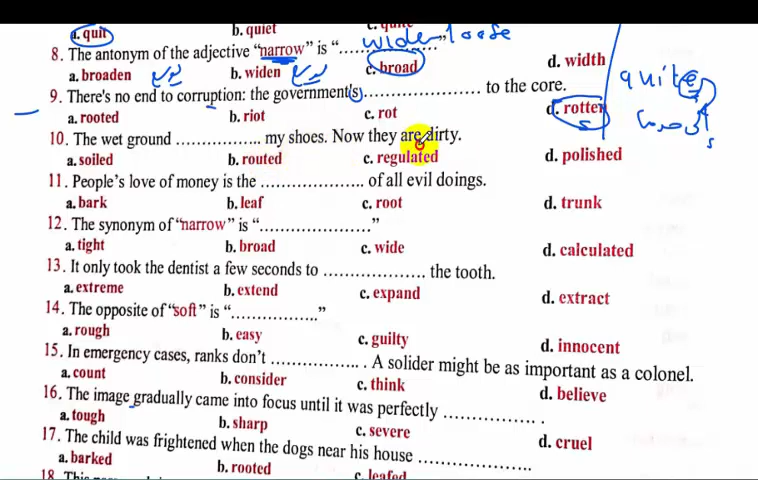 a. quit b. quiet c. quite
wider loose
8. The antonym of the adjective "narrow" is "..................."
a. broaden b. widen c. broad d. width
9. There's no end to corruption: the government(s)........................ to the core.
a. rooted b. riot c. rot d. rotten
10. The wet ground ................. my shoes. Now they are dirty.
a. soiled b. routed c. regulated d. polished
11. People's love of money is the ..................... of all evil doings.
a. bark b. leaf c. root d. trunk
12. The synonym of "narrow" is "......................"
a. tight b. broad c. wide d. calculated
13. It only took the dentist a few seconds to .................... the tooth.
a. extreme b. extend c. expand d. extract
14. The opposite of "soft" is "................."
a. rough b. easy c. guilty d. innocent
15. In emergency cases, ranks don't .................. . A solider might be as important as a colonel.
a. count b. consider c. think d. believe
16. The image gradually came into focus until it was perfectly .................. .
a. tough b. sharp c. severe d. cruel
17. The child was frightened when the dogs near his house ......................
a. barked b. rooted c. leafed
18.